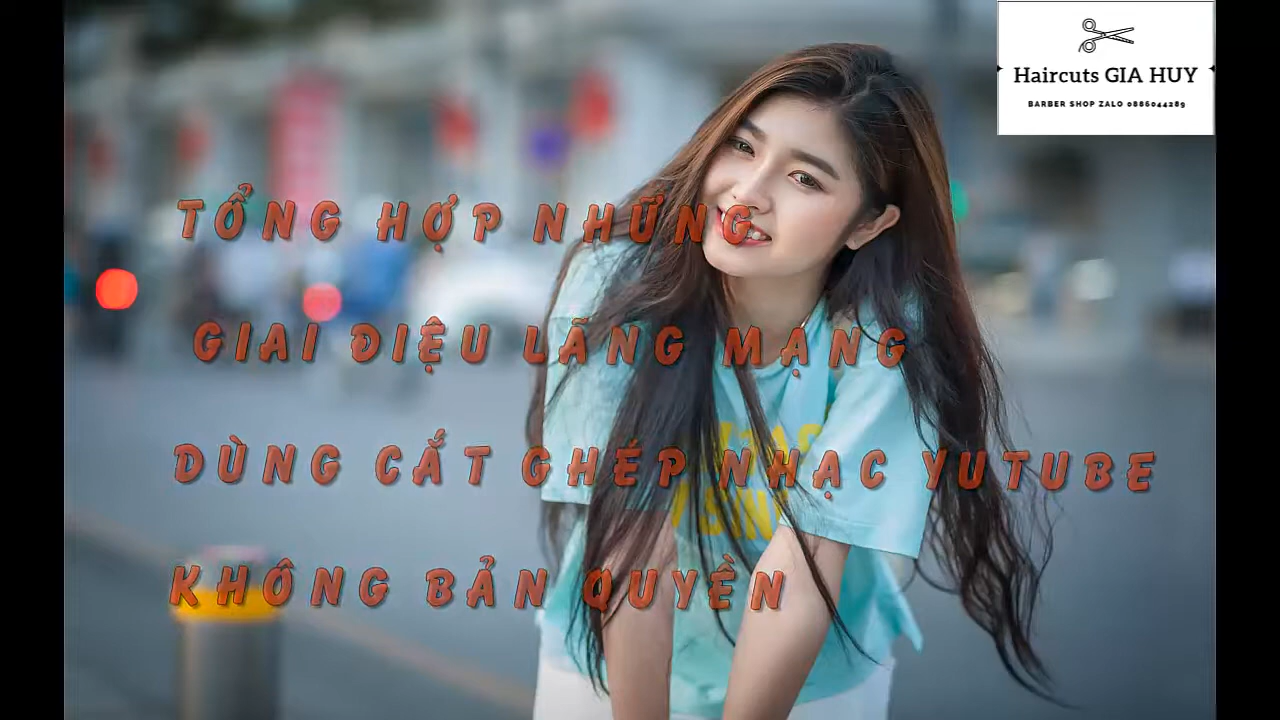 Haircuts GIA HUY
BARBER SHOP ZALO 0886044289
TỔNG HỢP NHỮNG
GIAI ĐIỆU LÃNG MẠNG
DÙNG CẮT GHÉP NHẠC YUTUBE
KHÔNG BẢN QUYỀN